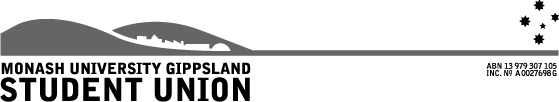 MONASH UNIVERSITY GIPPSLAND
STUDENT UNION
ABN 13 979 307 105
INC. Nº A0027698G